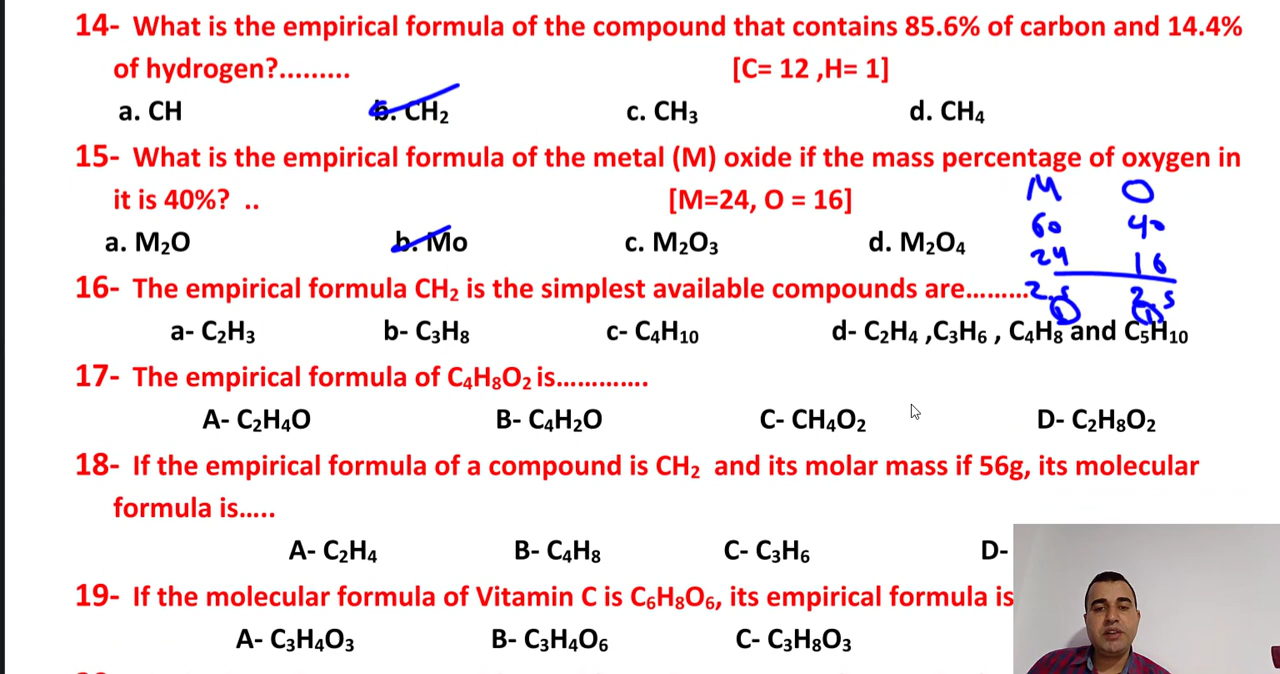 14- What is the empirical formula of the compound that contains 85.6% of carbon and 14.4%
of hydrogen?......... [C= 12 ,H= 1]
a. CH b. CH₂ c. CH₃ d. CH₄
15- What is the empirical formula of the metal (M) oxide if the mass percentage of oxygen in
it is 40%? .. [M=24, O = 16]
M O
60 40
24 16
2.5 2.5
1 1
a. M₂O b. Mo c. M₂O₃ d. M₂O₄
16- The empirical formula CH₂ is the simplest available compounds are.........
a- C₂H₃ b- C₃H₈ c- C₄H₁₀ d- C₂H₄ ,C₃H₆ , C₄H₈ and C₅H₁₀
17- The empirical formula of C₄H₈O₂ is.............
A- C₂H₄O B- C₄H₂O C- CH₄O₂ D- C₂H₈O₂
18- If the empirical formula of a compound is CH₂ and its molar mass if 56g, its molecular
formula is.....
A- C₂H₄ B- C₄H₈ C- C₃H₆ D-
19- If the molecular formula of Vitamin C is C₆H₈O₆, its empirical formula is
A- C₃H₄O₃ B- C₃H₄O₆ C- C₃H₈O₃